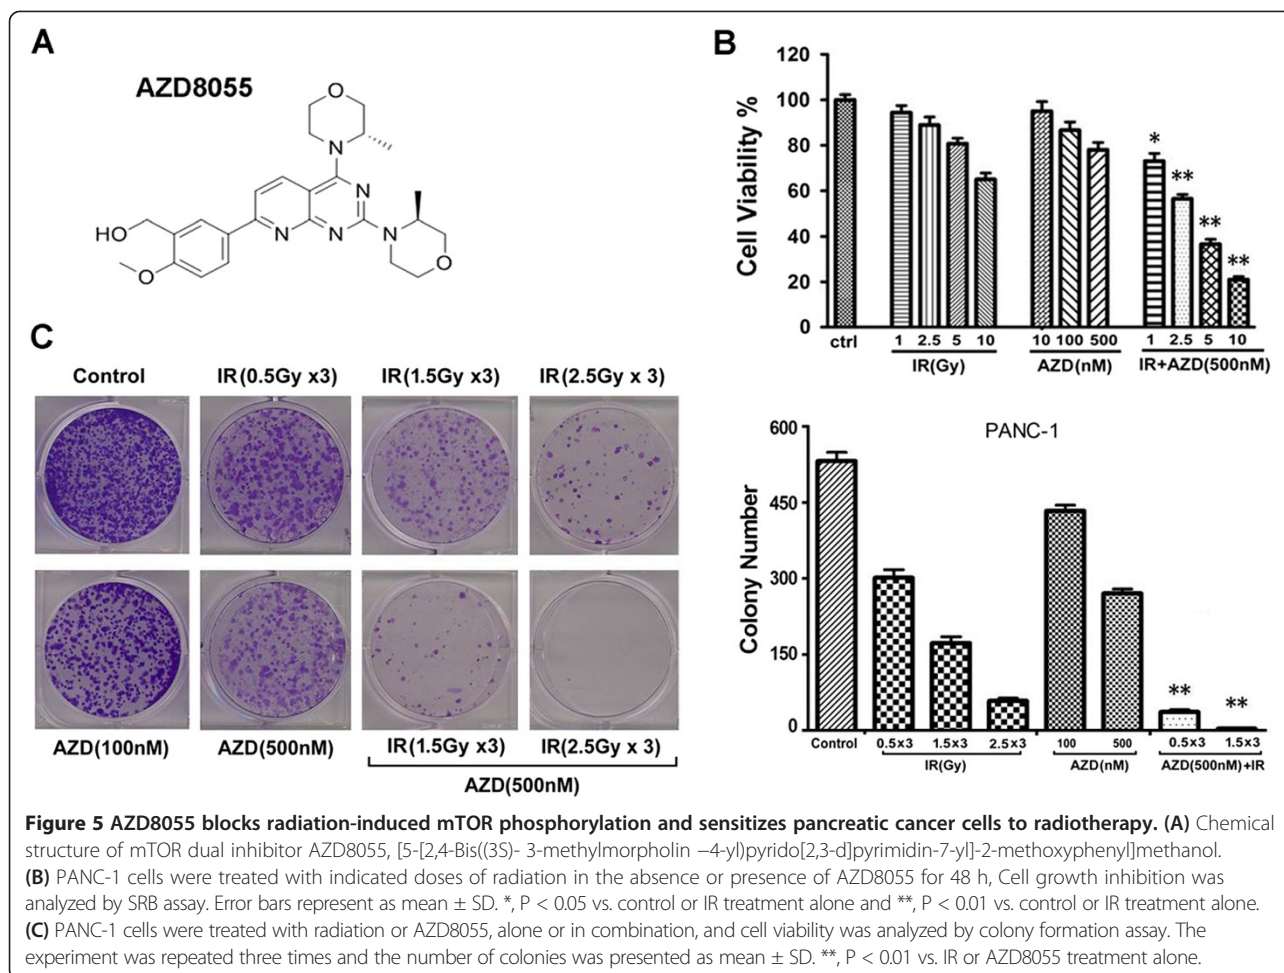 A
AZD8055
O
N
N
N
N
N
O
HO
O
B
Cell Viability %
120
100
80
60
40
20
0
*
**
**
**
ctrl
1 2.5 5 10
10 100 500
1 2.5 5 10
IR(Gy)
AZD(nM)
IR+AZD(500nM)
C
Control
IR(0.5Gy x3)
IR(1.5Gy x3)
IR(2.5Gy x 3)
AZD(100nM)
AZD(500nM)
IR(1.5Gy x3)
IR(2.5Gy x 3)
AZD(500nM)
PANC-1
Colony Number
600
450
300
150
0
**
**
Control
0.5×3 1.5×3 2.5×3
100 500
0.5×3 1.5×3
IR(Gy)
AZD(nM)
AZD(500nM)+IR
Figure 5 AZD8055 blocks radiation-induced mTOR phosphorylation and sensitizes pancreatic cancer cells to radiotherapy. (A) Chemical
structure of mTOR dual inhibitor AZD8055, [5-[2,4-Bis((3S)- 3-methylmorpholin −4-yl)pyrido[2,3-d]pyrimidin-7-yl]-2-methoxyphenyl]methanol.
(B) PANC-1 cells were treated with indicated doses of radiation in the absence or presence of AZD8055 for 48 h, Cell growth inhibition was
analyzed by SRB assay. Error bars represent as mean ± SD. *, P < 0.05 vs. control or IR treatment alone and **, P < 0.01 vs. control or IR treatment alone.
(C) PANC-1 cells were treated with radiation or AZD8055, alone or in combination, and cell viability was analyzed by colony formation assay. The
experiment was repeated three times and the number of colonies was presented as mean ± SD. **, P < 0.01 vs. IR or AZD8055 treatment alone.